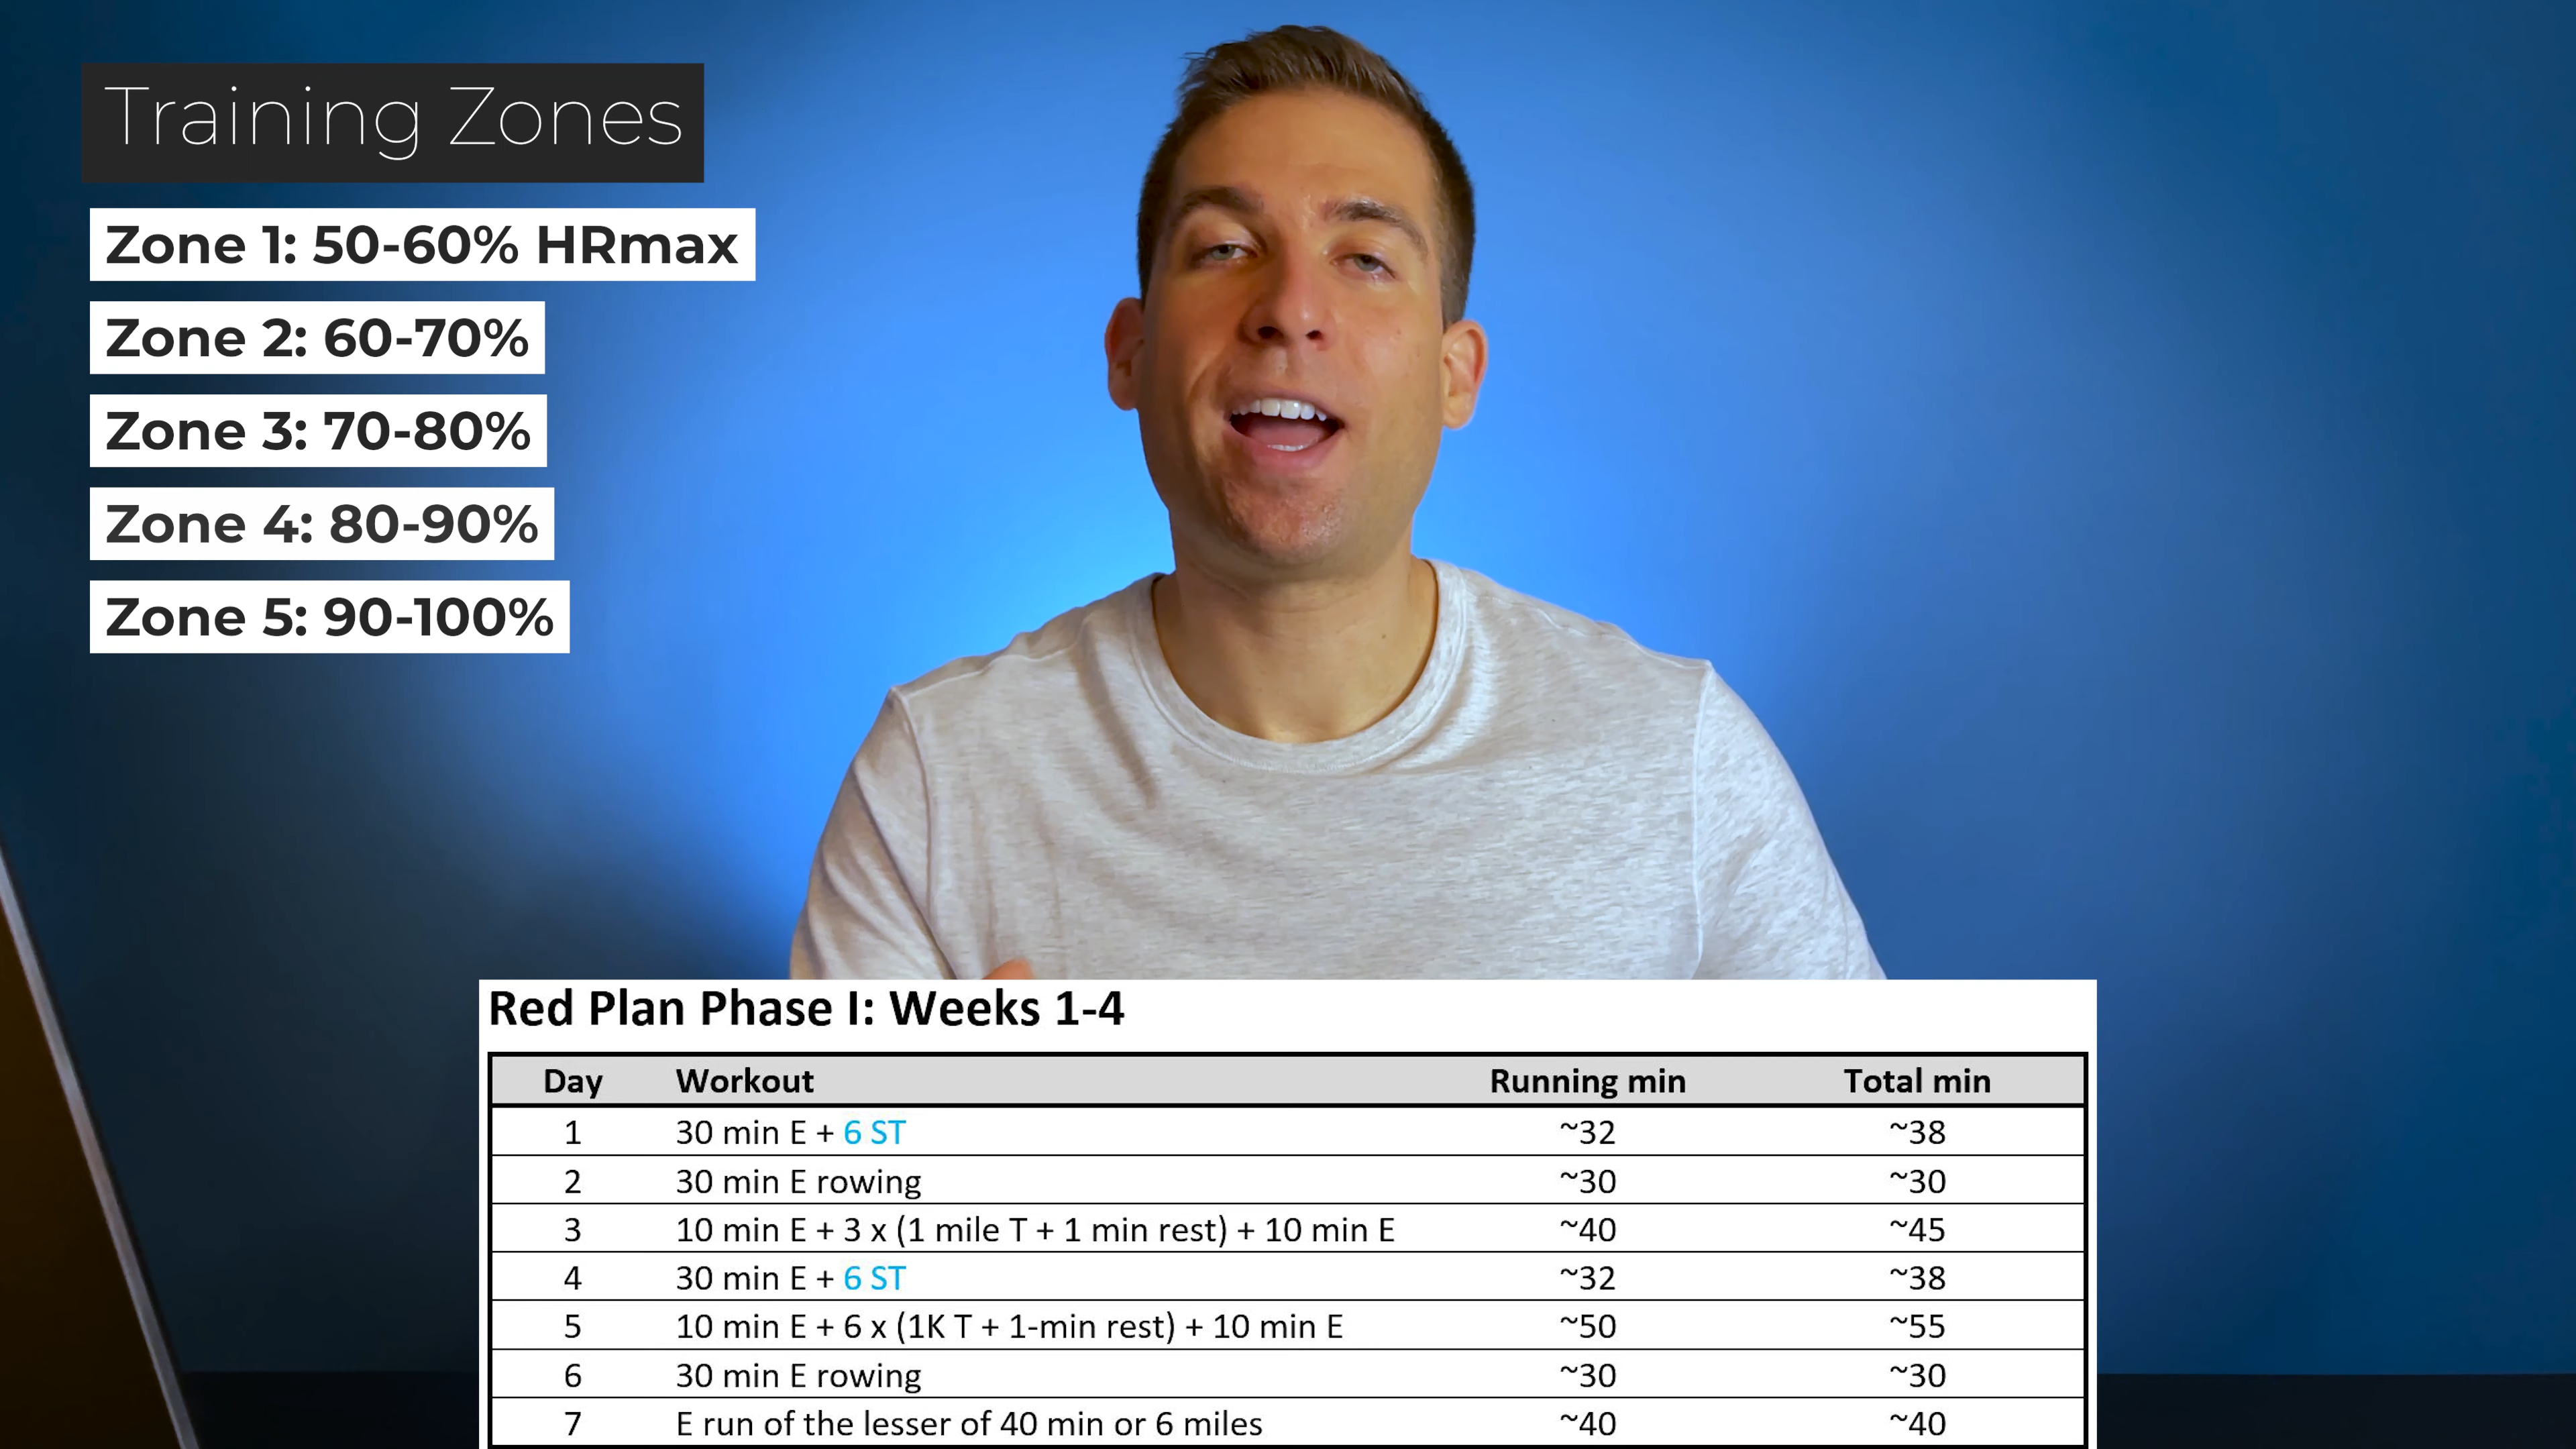 Training Zones
Zone 1: 50-60% HRmax
Zone 2: 60-70%
Zone 3: 70-80%
Zone 4: 80-90%
Zone 5: 90-100%
Red Plan Phase I: Weeks 1-4
Day Workout Running min Total min
1 30 min E + 6 ST ~32 ~38
2 30 min E rowing ~30 ~30
3 10 min E + 3 x (1 mile T + 1 min rest) + 10 min E ~40 ~45
4 30 min E + 6 ST ~32 ~38
5 10 min E + 6 x (1K T + 1-min rest) + 10 min E ~50 ~55
6 30 min E rowing ~30 ~30
7 E run of the lesser of 40 min or 6 miles ~40 ~40